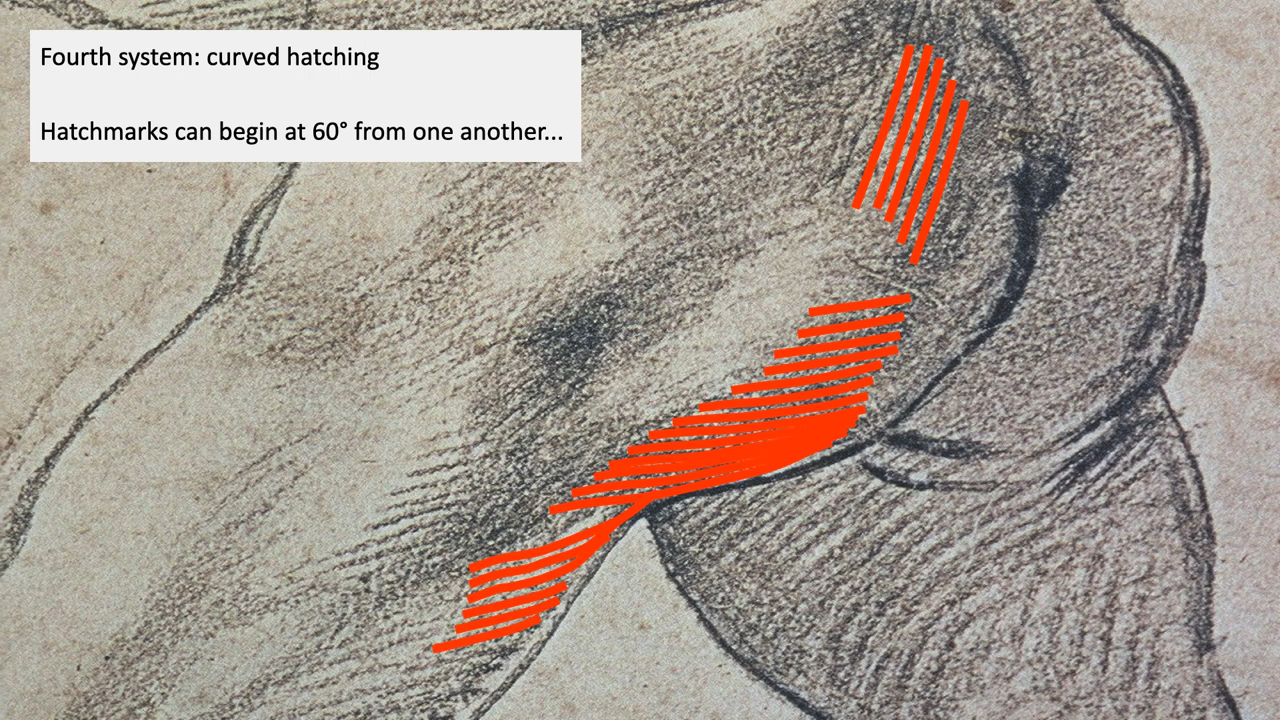 Fourth system: curved hatching
Hatchmarks can begin at 60° from one another...